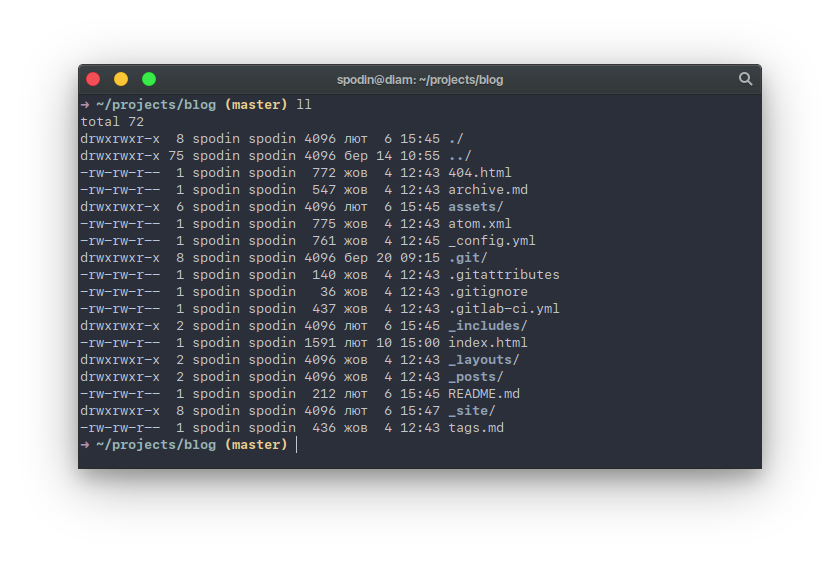 spodin@diam: ~/projects/blog
➜ ~/projects/blog (master) ll
total 72
drwxrwxr-x  8 spodin spodin 4096 лют  6 15:45 ./
drwxrwxr-x 75 spodin spodin 4096 бер 14 10:55 ../
-rw-rw-r--  1 spodin spodin  772 жов  4 12:43 404.html
-rw-rw-r--  1 spodin spodin  547 жов  4 12:43 archive.md
drwxrwxr-x  6 spodin spodin 4096 лют  6 15:45 assets/
-rw-rw-r--  1 spodin spodin  775 жов  4 12:43 atom.xml
-rw-rw-r--  1 spodin spodin  761 жов  4 12:45 _config.yml
drwxrwxr-x  8 spodin spodin 4096 бер 20 09:15 .git/
-rw-rw-r--  1 spodin spodin  140 жов  4 12:43 .gitattributes
-rw-rw-r--  1 spodin spodin   36 жов  4 12:43 .gitignore
-rw-rw-r--  1 spodin spodin  437 жов  4 12:43 .gitlab-ci.yml
drwxrwxr-x  2 spodin spodin 4096 лют  6 15:45 _includes/
-rw-rw-r--  1 spodin spodin 1591 лют 10 15:00 index.html
drwxrwxr-x  2 spodin spodin 4096 жов  4 12:43 _layouts/
drwxrwxr-x  2 spodin spodin 4096 жов  4 12:43 _posts/
-rw-rw-r--  1 spodin spodin  212 лют  6 15:45 README.md
drwxrwxr-x  8 spodin spodin 4096 лют  6 15:47 _site/
-rw-rw-r--  1 spodin spodin  436 жов  4 12:43 tags.md
➜ ~/projects/blog (master)